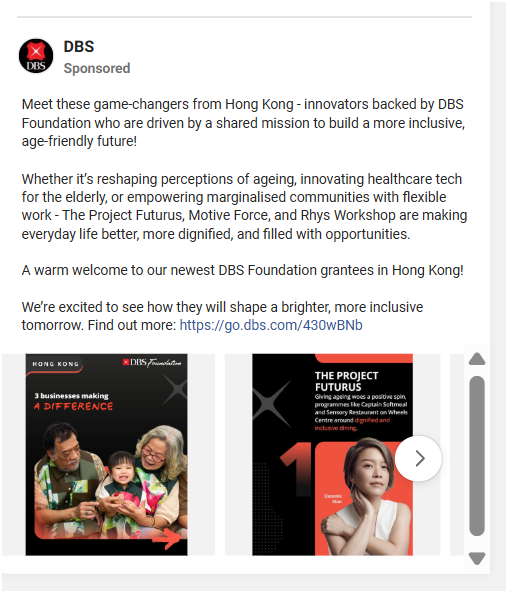 DBS
DBS
Sponsored
Meet these game-changers from Hong Kong - innovators backed by DBS
Foundation who are driven by a shared mission to build a more inclusive,
age-friendly future!
Whether it’s reshaping perceptions of ageing, innovating healthcare tech
for the elderly, or empowering marginalised communities with flexible
work - The Project Futurus, Motive Force, and Rhys Workshop are making
everyday life better, more dignified, and filled with opportunities.
A warm welcome to our newest DBS Foundation grantees in Hong Kong!
We’re excited to see how they will shape a brighter, more inclusive
tomorrow. Find out more: https://go.dbs.com/430wBNb
HONG KONG
DBS Foundation
3 businesses making
A DIFFERENCE
THE PROJECT
FUTURUS
Giving ageing woes a positive spin,
programmes like Captain Softmeal
and Sensory Restaurant on Wheels
Centre around dignified and
inclusive dining.
1